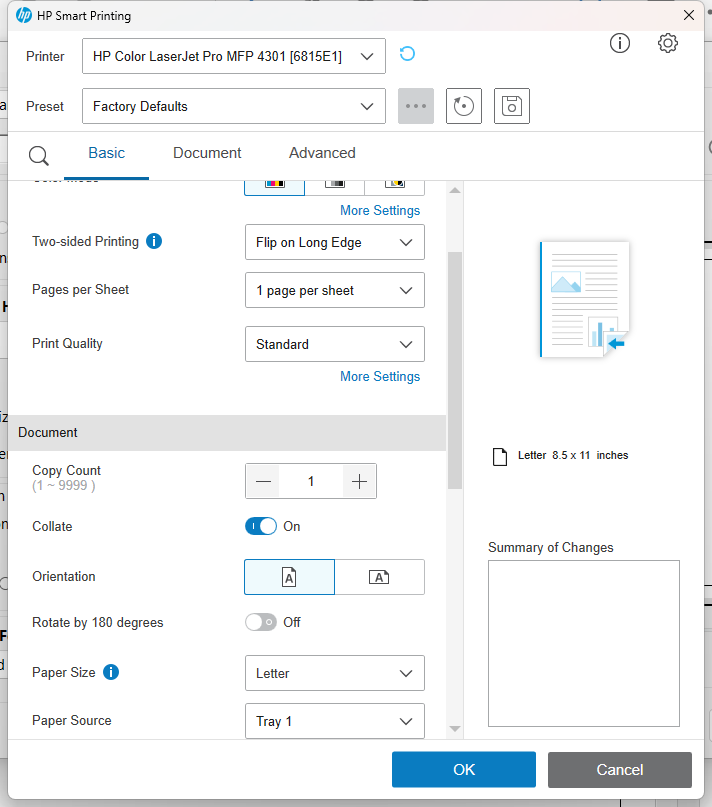 hp HP Smart Printing
Printer HP Color LaserJet Pro MFP 4301 [6815E1]
Preset Factory Defaults
Basic Document Advanced
More Settings
Two-sided Printing Flip on Long Edge
Pages per Sheet 1 page per sheet
Print Quality Standard
More Settings
Document
Copy Count
(1 ~ 9999 )
1
Collate On
Orientation A A
Rotate by 180 degrees Off
Paper Size Letter
Paper Source Tray 1
Letter 8.5 x 11 inches
Summary of Changes
OK Cancel